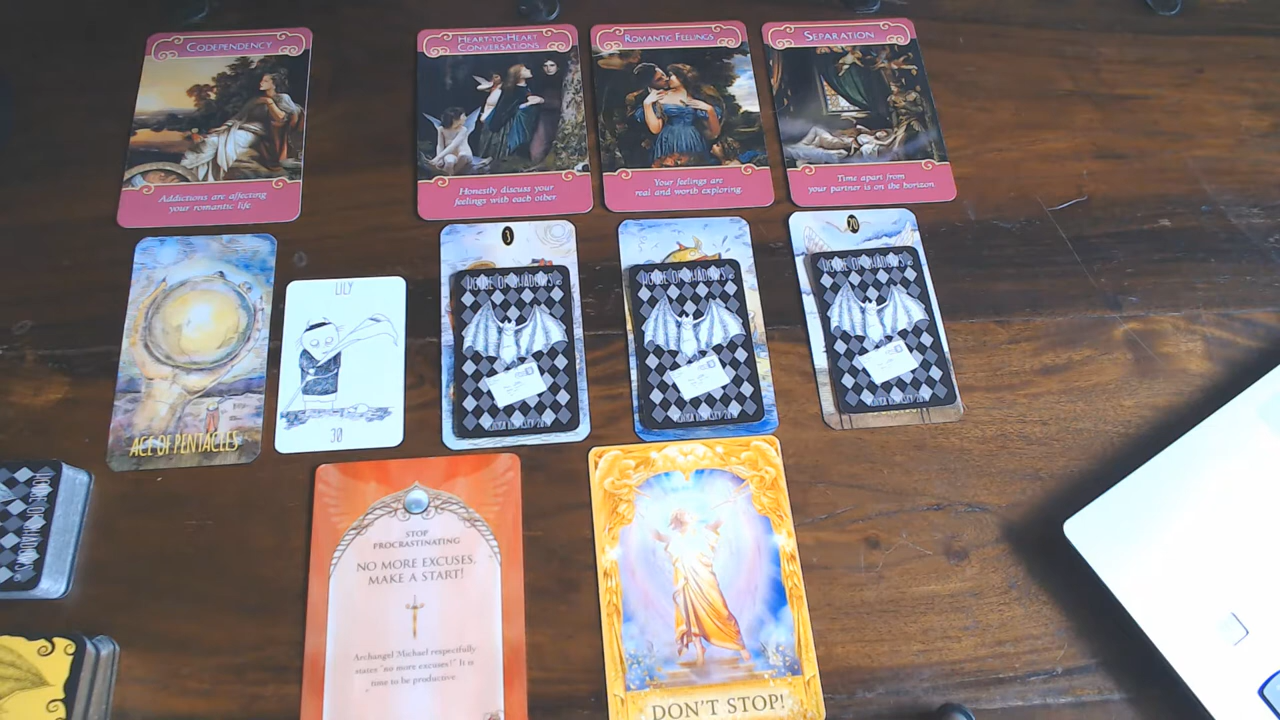 CODEPENDENCY
Addictions are affecting
your romantic life.
HEART-TO-HEART
CONVERSATIONS
Honestly discuss your
feelings with each other.
ROMANTIC FEELINGS
Your feelings are
real and worth exploring.
SEPARATION
Time apart from
your partner is on the horizon.
ACE OF PENTACLES
LILY
30
3
HOUSE OF SHADOWS
HOUSE OF SHADOWS
20
HOUSE OF SHADOWS
HOUSE OF SHADOWS
STOP
PROCRASTINATING
NO MORE EXCUSES,
MAKE A START!
Archangel Michael respectfully
states "no more excuses!" It is
time to be productive.
DON'T STOP!